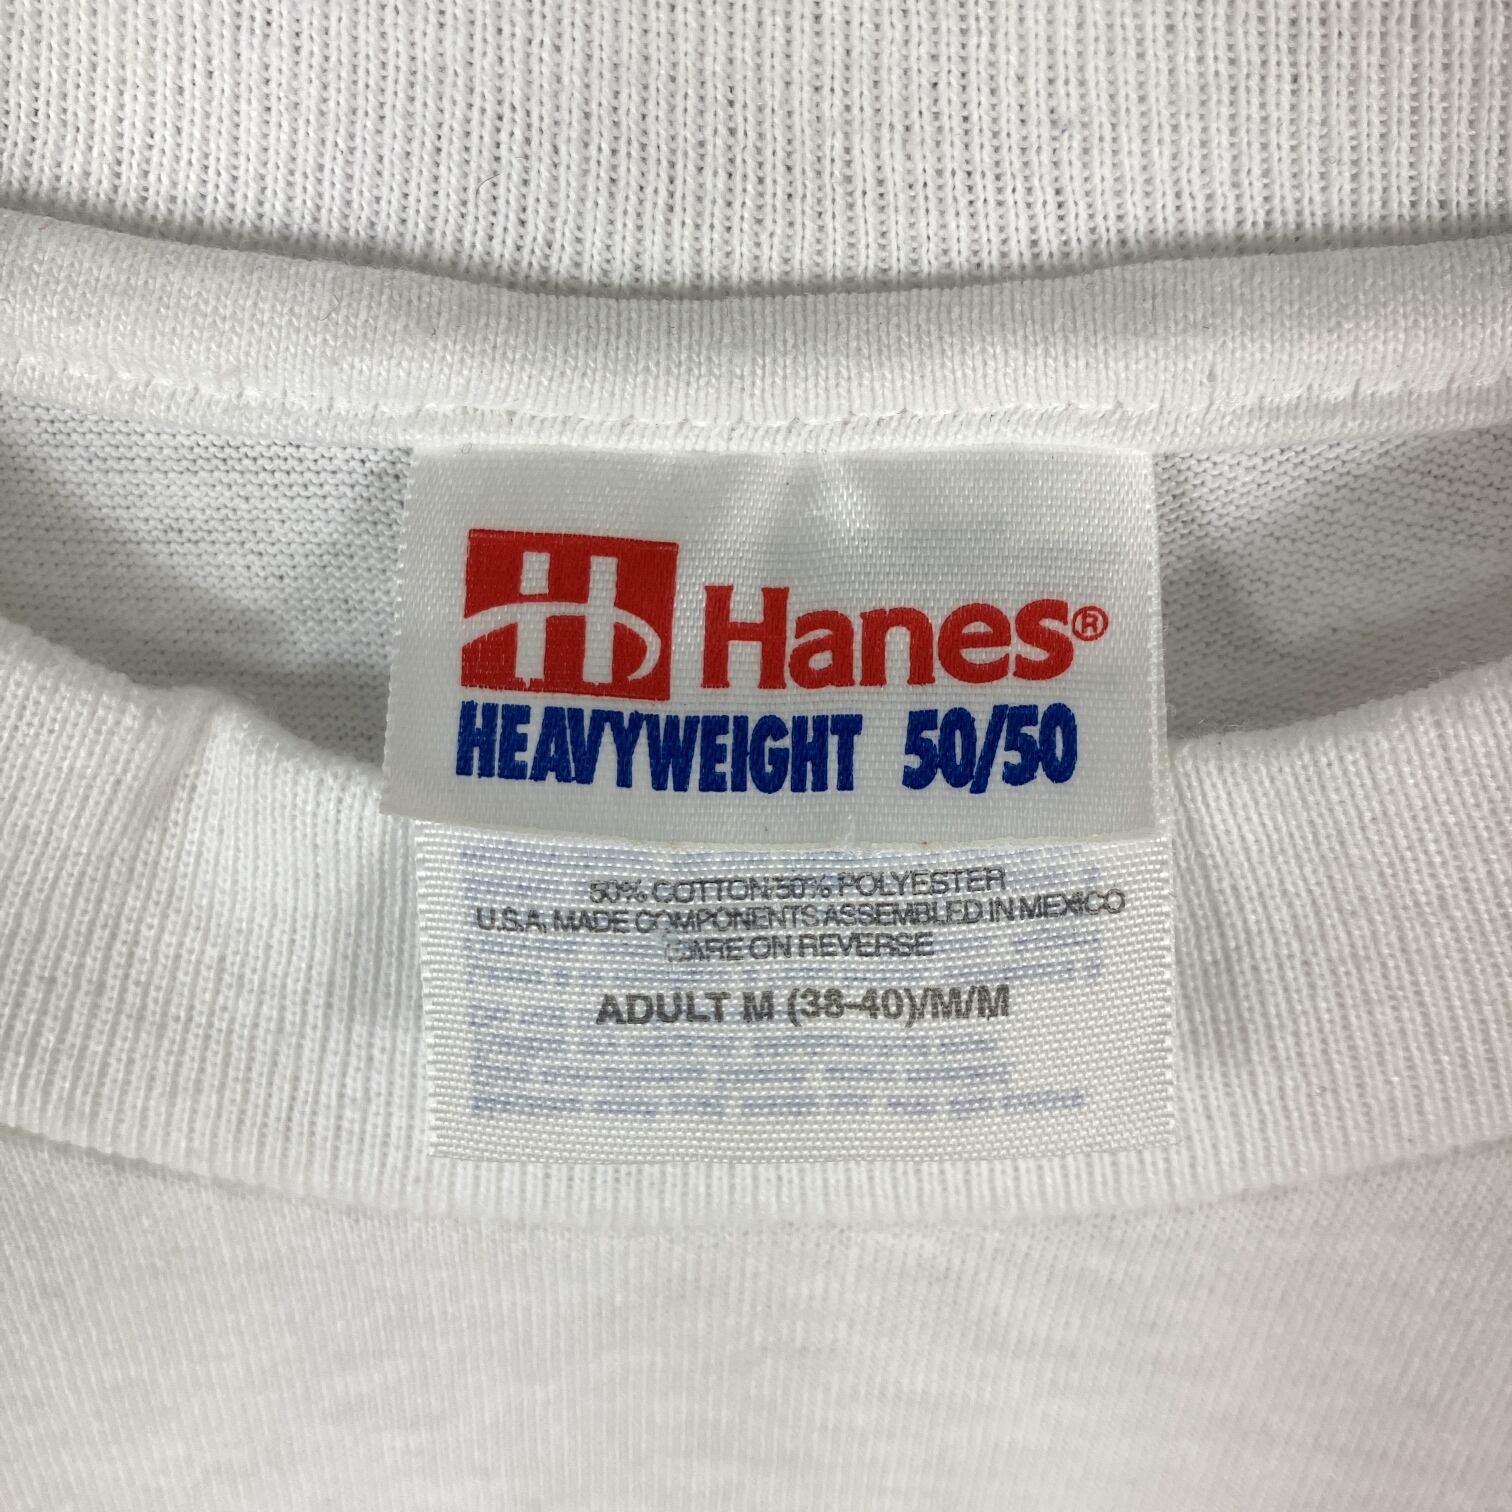 H Hanes®
HEAVYWEIGHT 50/50
50% COTTON/50% POLYESTER
U.S.A. MADE COMPONENTS ASSEMBLED IN MEXICO
CARE ON REVERSE
ADULT M (38-40)/M/M